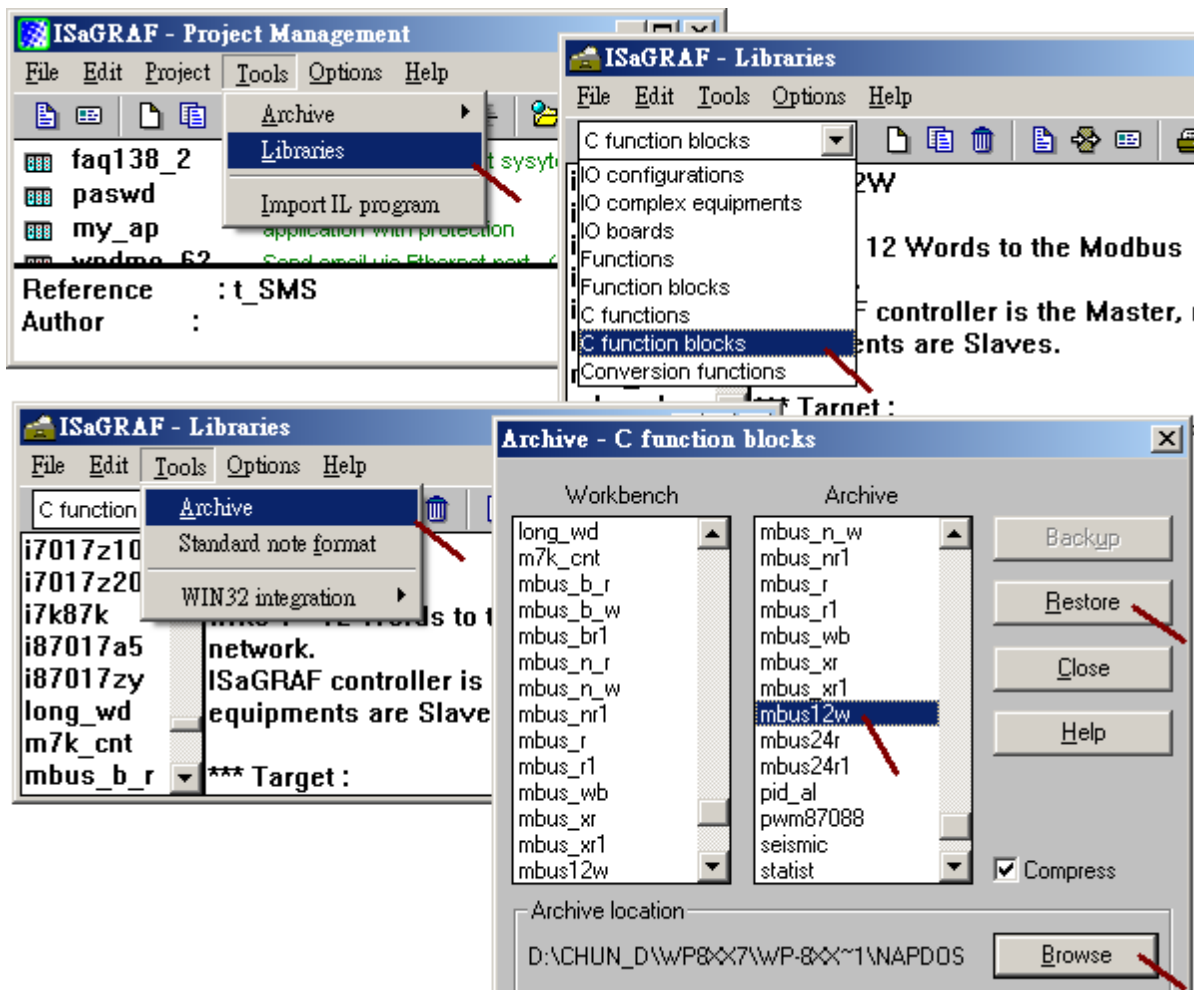 ISaGRAF - Project Management
File Edit Project Tools Options Help
Archive
Libraries
Import IL program
faq138_2
paswd
my_ap
application with protection
Reference : t_SMS
Author :
ISaGRAF - Libraries
File Edit Tools Options Help
C function blocks
IO configurations
IO complex equipments
IO boards
Functions
Function blocks
C functions
C function blocks
Conversion functions
2W
12 Words to the Modbus
F controller is the Master,
ents are Slaves.
*** Target :
ISaGRAF - Libraries
File Edit Tools Options Help
C function
Archive
Standard note format
WIN32 integration
i7017z10
i7017z20
i7k87k
i87017a5
i87017zy
long_wd
m7k_cnt
mbus_b_r
12 Words to t
network.
ISaGRAF controller is
equipments are Slave
*** Target :
Archive - C function blocks
Workbench
long_wd
m7k_cnt
mbus_b_r
mbus_b_w
mbus_br1
mbus_n_r
mbus_n_w
mbus_nr1
mbus_r
mbus_r1
mbus_wb
mbus_xr
mbus_xr1
mbus12w
Archive
mbus_n_w
mbus_nr1
mbus_r
mbus_r1
mbus_wb
mbus_xr
mbus_xr1
mbus12w
mbus24r
mbus24r1
pid_al
pwm87088
seismic
statist
Backup
Restore
Close
Help
Compress
Archive location
D:\CHUN_D\WP8XX7\WP-8XX~1\NAPDOS
Browse